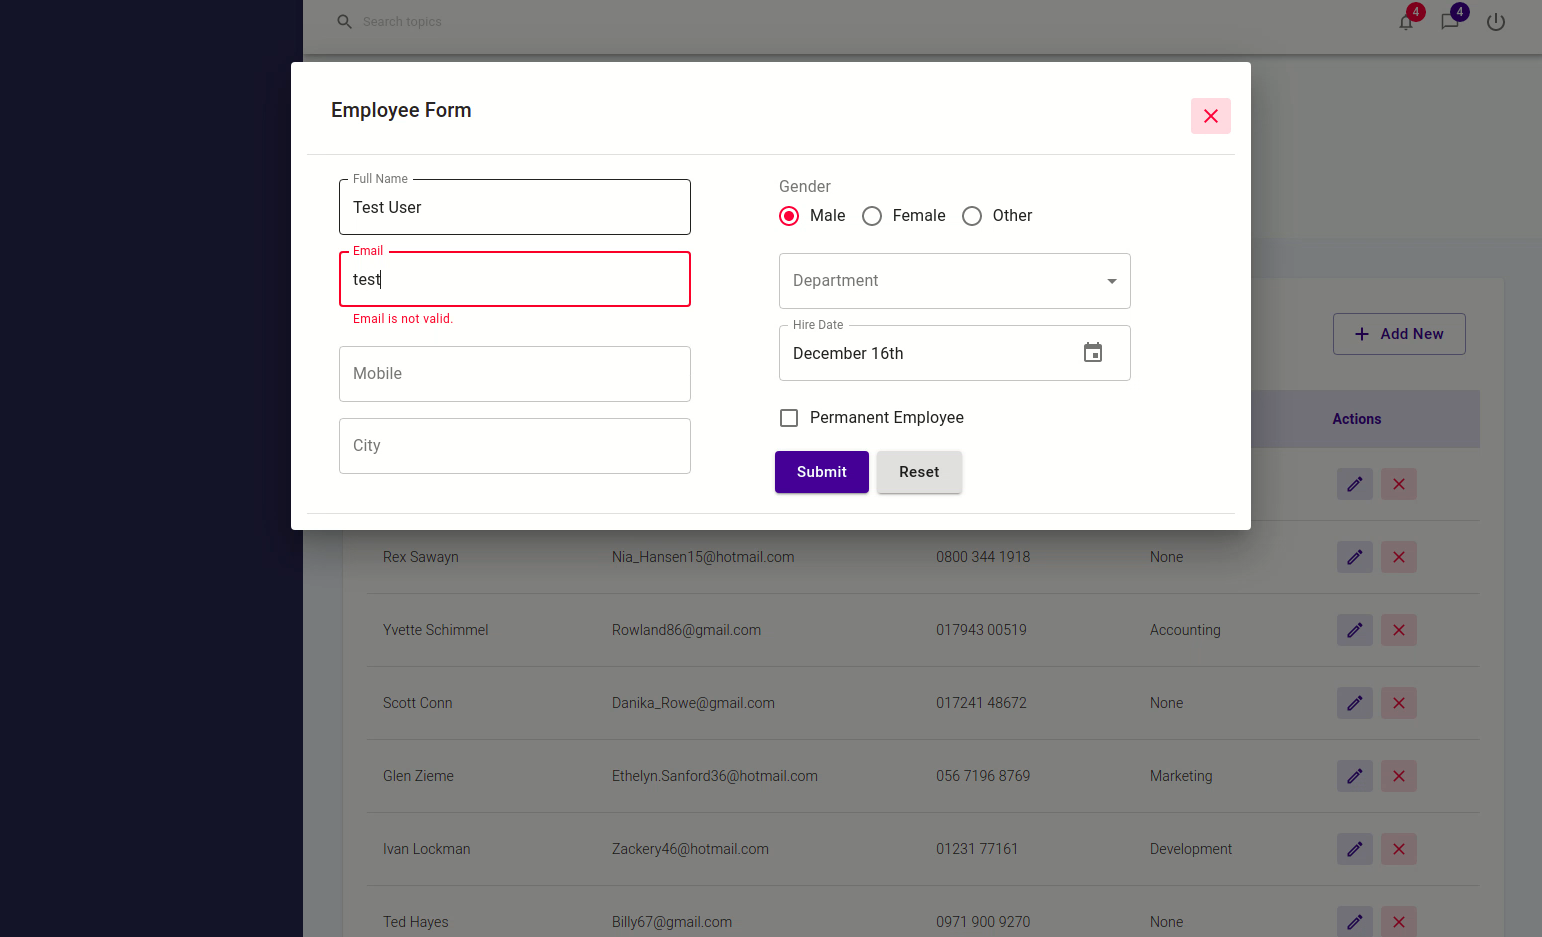 Search topics
4
4
Employee Form
Full Name
Test User
Email
test
Email is not valid.
Mobile
City
Gender
Male Female Other
Department
Hire Date
December 16th
Permanent Employee
Submit Reset
Add New
Actions
Rex Sawayn Nia_Hansen15@hotmail.com 0800 344 1918 None
Yvette Schimmel Rowland86@gmail.com 017943 00519 Accounting
Scott Conn Danika_Rowe@gmail.com 017241 48672 None
Glen Zieme Ethelyn.Sanford36@hotmail.com 056 7196 8769 Marketing
Ivan Lockman Zackery46@hotmail.com 01231 77161 Development
Ted Hayes Billy67@gmail.com 0971 900 9270 None